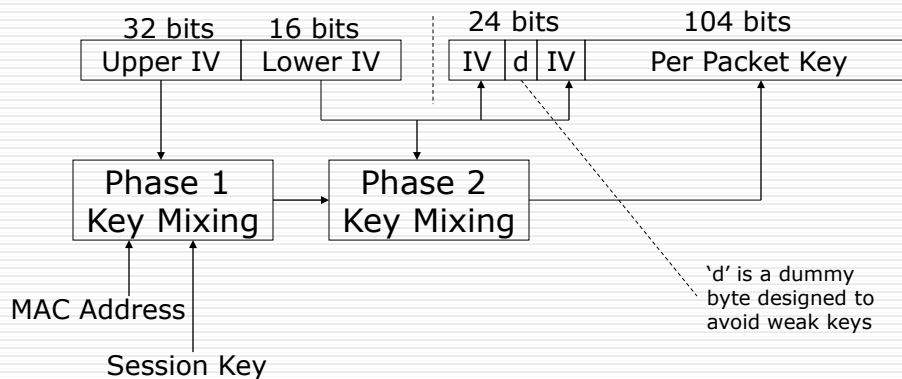 32 bits 16 bits 24 bits 104 bits
Upper IV Lower IV IV d IV Per Packet Key
Phase 1
Key Mixing
Phase 2
Key Mixing
MAC Address
Session Key
‘d’ is a dummy
byte designed to
avoid weak keys